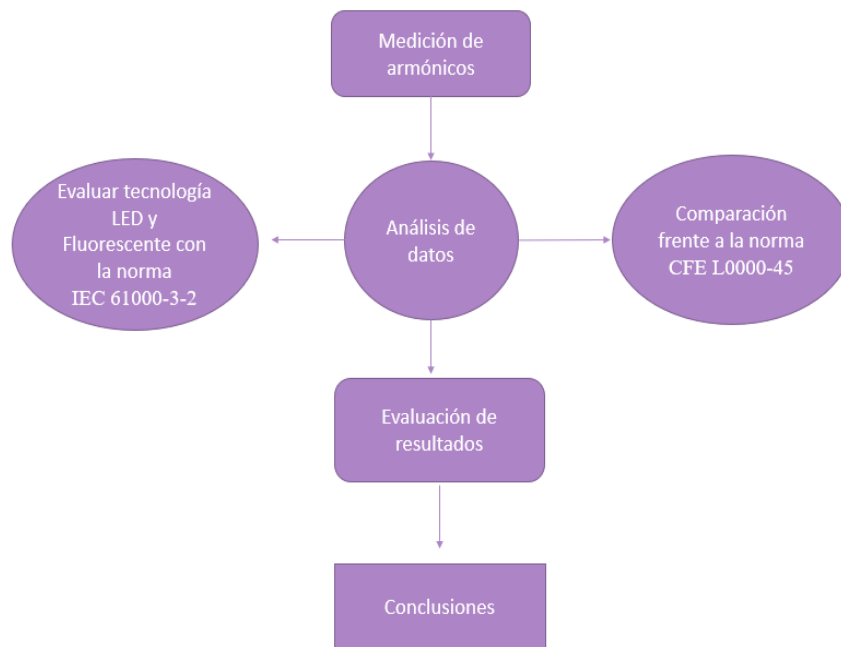 Medición de
armónicos
Evaluar tecnología
LED y
Fluorescente con
la norma
IEC 61000-3-2
Análisis de
datos
Comparación
frente a la norma
CFE L0000-45
Evaluación de
resultados
Conclusiones